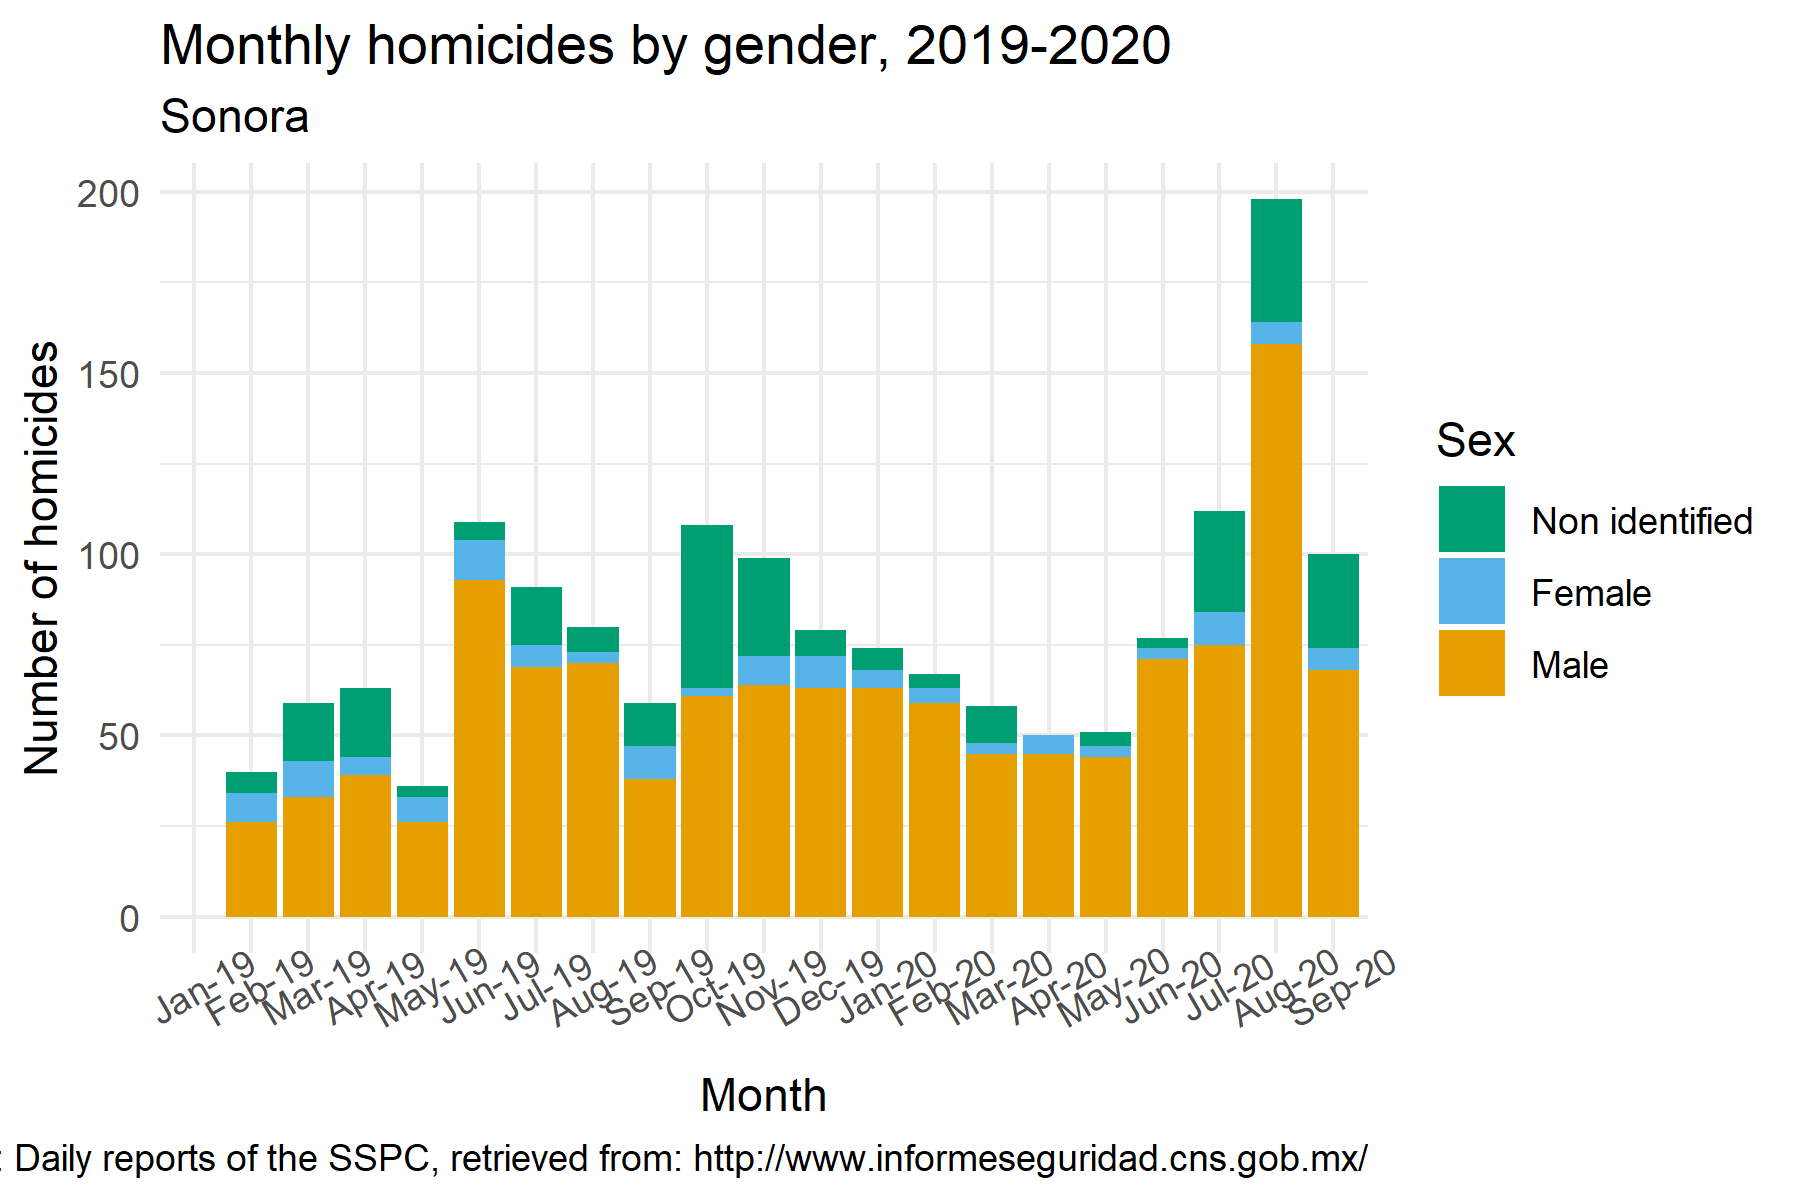 Monthly homicides by gender, 2019-2020
Sonora
200
150
100
50
0
Number of homicides
Jan-19
Feb-19
Mar-19
Apr-19
May-19
Jun-19
Jul-19
Aug-19
Sep-19
Oct-19
Nov-19
Dec-19
Jan-20
Feb-20
Mar-20
Apr-20
May-20
Jun-20
Jul-20
Aug-20
Sep-20
Month
Sex
Non identified
Female
Male
: Daily reports of the SSPC, retrieved from: http://www.informeseguridad.cns.gob.mx/